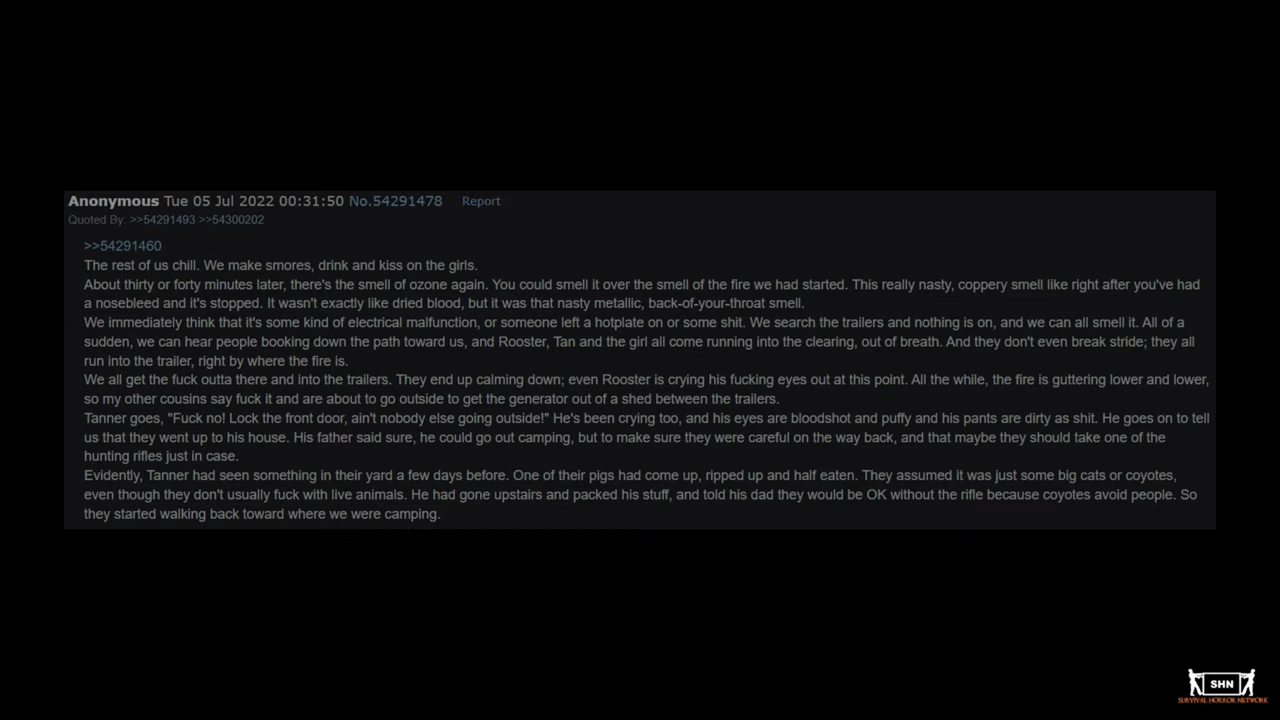 Anonymous Tue 05 Jul 2022 00:31:50 No.54291478 Report
Quoted By: >>54291493 >>54300202
>>54291460
The rest of us chill. We make smores, drink and kiss on the girls.
About thirty or forty minutes later, there's the smell of ozone again. You could smell it over the smell of the fire we had started. This really nasty, coppery smell like right after you've had
a nosebleed and it's stopped. It wasn't exactly like dried blood, but it was that nasty metallic, back-of-your-throat smell.
We immediately think that it's some kind of electrical malfunction, or someone left a hotplate on or some shit. We search the trailers and nothing is on, and we can all smell it. All of a
sudden, we can hear people booking down the path toward us, and Rooster, Tan and the girl all come running into the clearing, out of breath. And they don't even break stride; they all
run into the trailer, right by where the fire is.
We all get the fuck outta there and into the trailers. They end up calming down; even Rooster is crying his fucking eyes out at this point. All the while, the fire is guttering lower and lower,
so my other cousins say fuck it and are about to go outside to get the generator out of a shed between the trailers.
Tanner goes, "Fuck no! Lock the front door, ain't nobody else going outside!" He's been crying too, and his eyes are bloodshot and puffy and his pants are dirty as shit. He goes on to tell
us that they went up to his house. His father said sure, he could go out camping, but to make sure they were careful on the way back, and that maybe they should take one of the
hunting rifles just in case.
Evidently, Tanner had seen something in their yard a few days before. One of their pigs had come up, ripped up and half eaten. They assumed it was just some big cats or coyotes,
even though they don't usually fuck with live animals. He had gone upstairs and packed his stuff, and told his dad they would be OK without the rifle because coyotes avoid people. So
they started walking back toward where we were camping.
SHN
SURVIVAL HORROR NETWORK